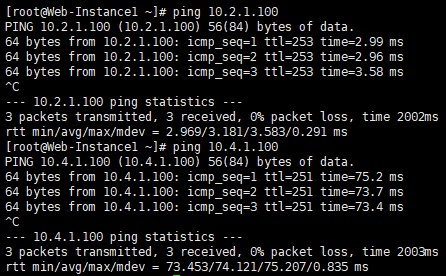 [root@Web-Instance1 ~]# ping 10.2.1.100
PING 10.2.1.100 (10.2.1.100) 56(84) bytes of data.
64 bytes from 10.2.1.100: icmp_seq=1 ttl=253 time=2.99 ms
64 bytes from 10.2.1.100: icmp_seq=2 ttl=253 time=2.96 ms
64 bytes from 10.2.1.100: icmp_seq=3 ttl=253 time=3.58 ms
^C
--- 10.2.1.100 ping statistics ---
3 packets transmitted, 3 received, 0% packet loss, time 2002ms
rtt min/avg/max/mdev = 2.969/3.181/3.583/0.291 ms
[root@Web-Instance1 ~]# ping 10.4.1.100
PING 10.4.1.100 (10.4.1.100) 56(84) bytes of data.
64 bytes from 10.4.1.100: icmp_seq=1 ttl=251 time=75.2 ms
64 bytes from 10.4.1.100: icmp_seq=2 ttl=251 time=73.7 ms
64 bytes from 10.4.1.100: icmp_seq=3 ttl=251 time=73.4 ms
^C
--- 10.4.1.100 ping statistics ---
3 packets transmitted, 3 received, 0% packet loss, time 2003ms
rtt min/avg/max/mdev = 73.453/74.121/75.207/0.835 ms